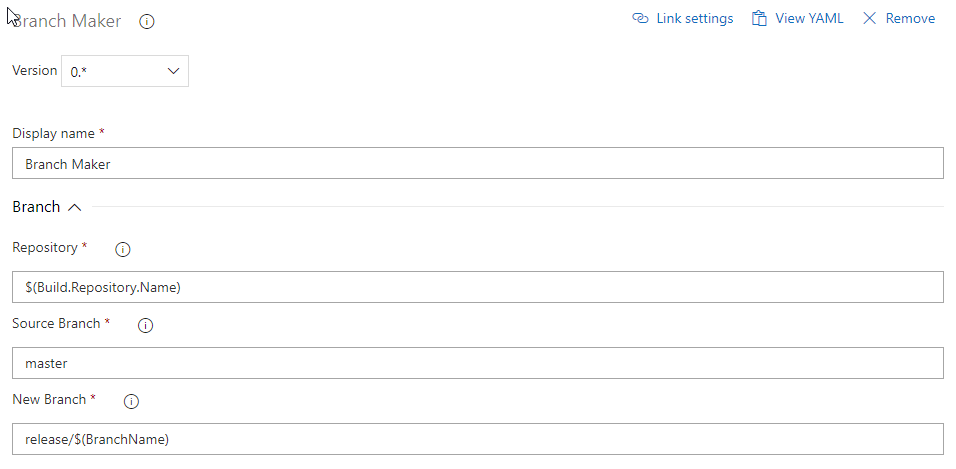 Branch Maker
Link settings View YAML Remove
Version 0.*
Display name *
Branch Maker
Branch
Repository *
$(Build.Repository.Name)
Source Branch *
master
New Branch *
release/$(BranchName)